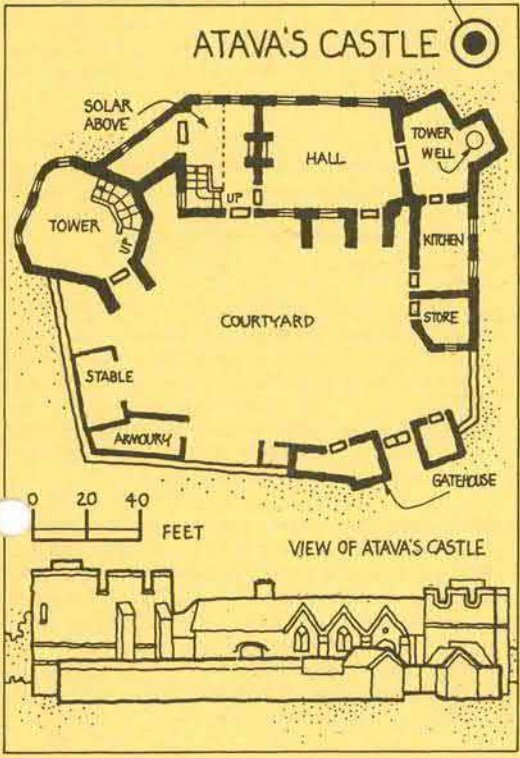 ATAVA'S CASTLE
SOLAR
ABOVE
TOWER
WELL
HALL
UP
TOWER
UP
KITCHEN
COURTYARD
STORE
STABLE
ARMOURY
GATEHOUSE
0 20 40
FEET
VIEW OF ATAVA'S CASTLE